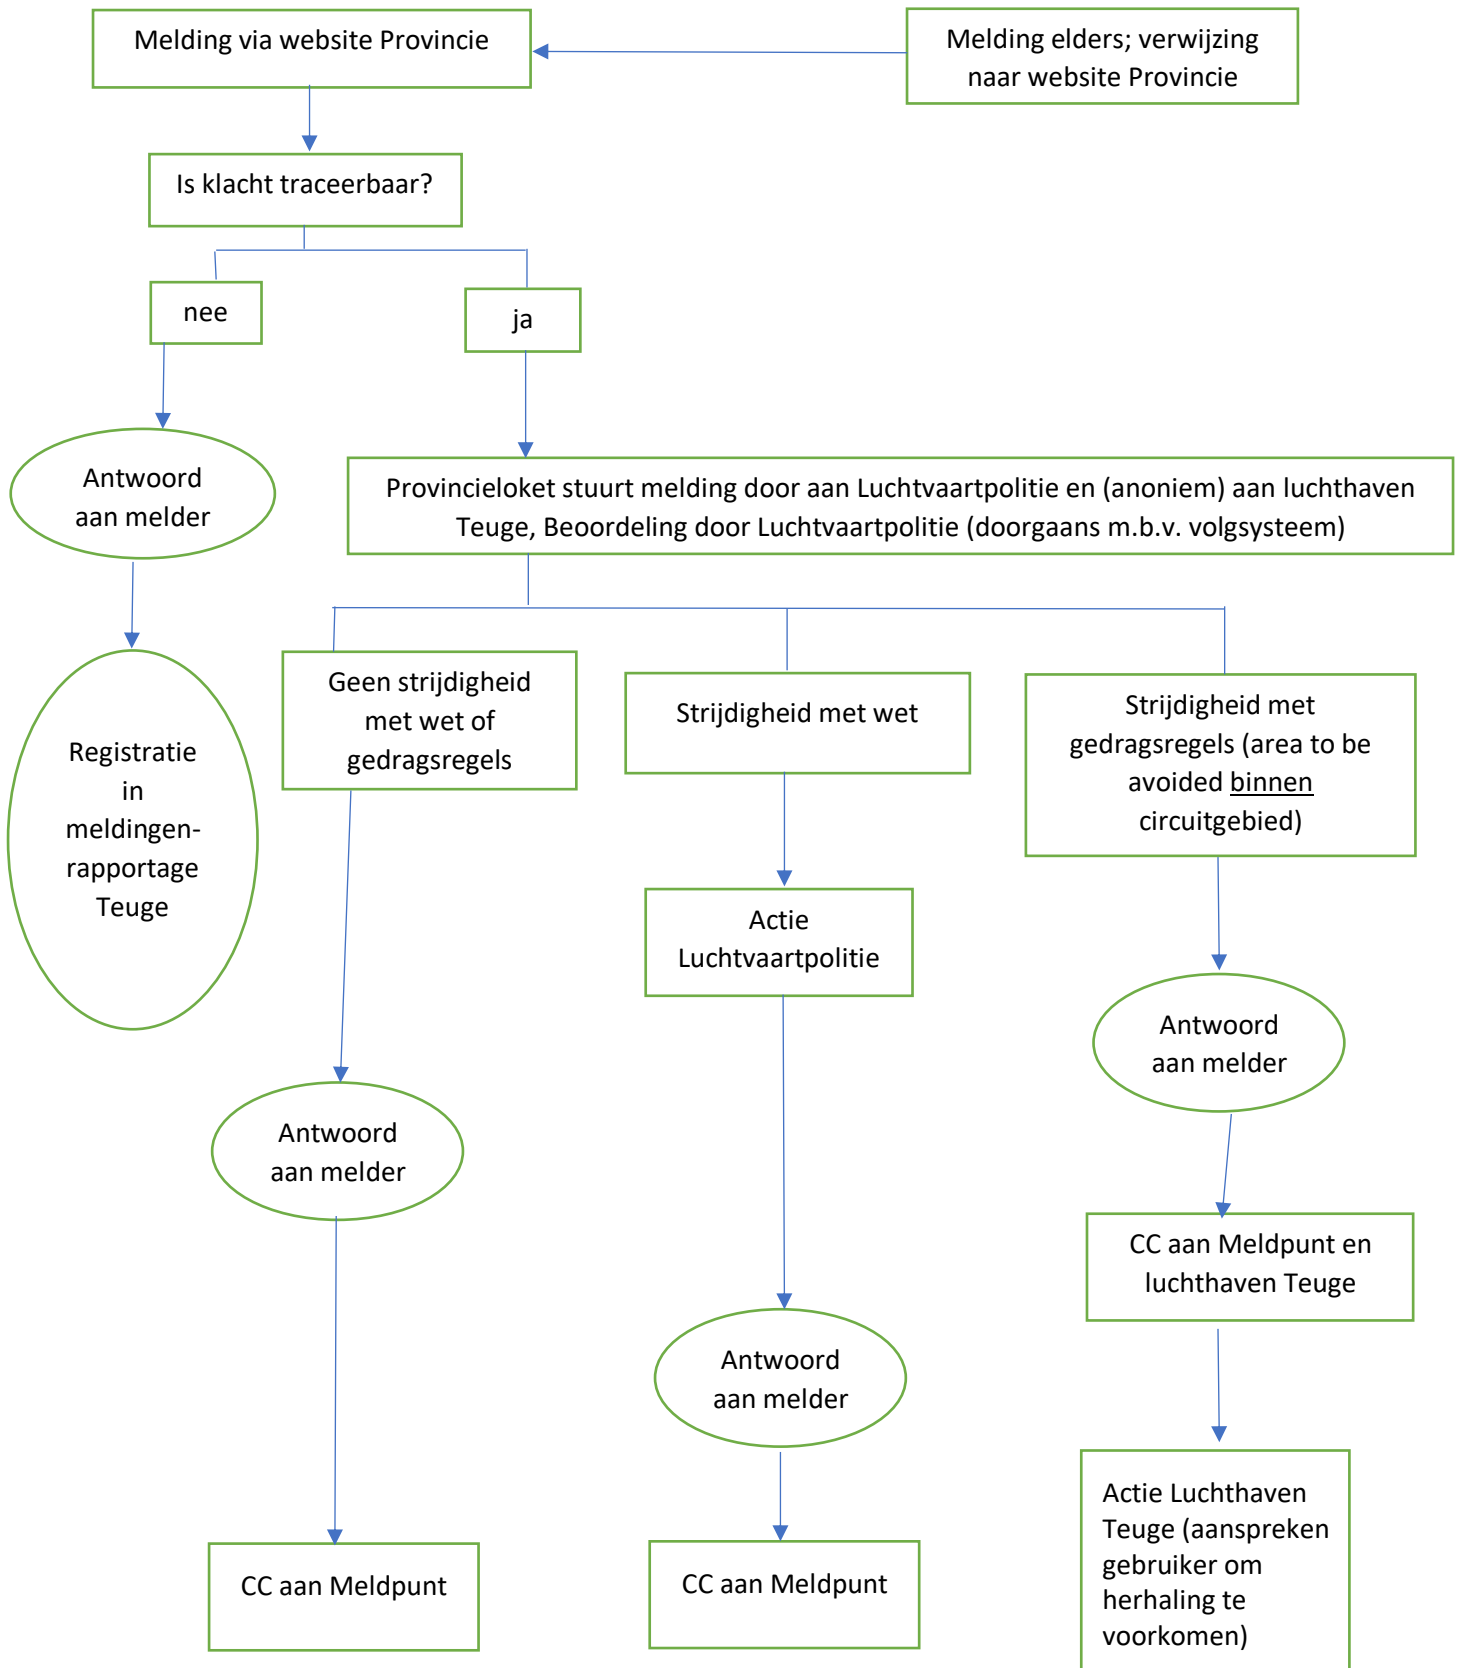 Melding via website Provincie
Melding elders; verwijzing
naar website Provincie
Is klacht traceerbaar?
nee
ja
Antwoord
aan melder
Provincieloket stuurt melding door aan Luchtvaartpolitie en (anoniem) aan luchthaven
Teuge, Beoordeling door Luchtvaartpolitie (doorgaans m.b.v. volgsysteem)
Registratie
in
meldingen-
rapportage
Teuge
Geen strijdigheid
met wet of
gedragsregels
Strijdigheid met wet
Strijdigheid met
gedragsregels (area to be
avoided binnen
circuitgebied)
Actie
Luchtvaartpolitie
Antwoord
aan melder
Antwoord
aan melder
CC aan Meldpunt en
luchthaven Teuge
Antwoord
aan melder
CC aan Meldpunt
CC aan Meldpunt
Actie Luchthaven
Teuge (aanspreken
gebruiker om
herhaling te
voorkomen)